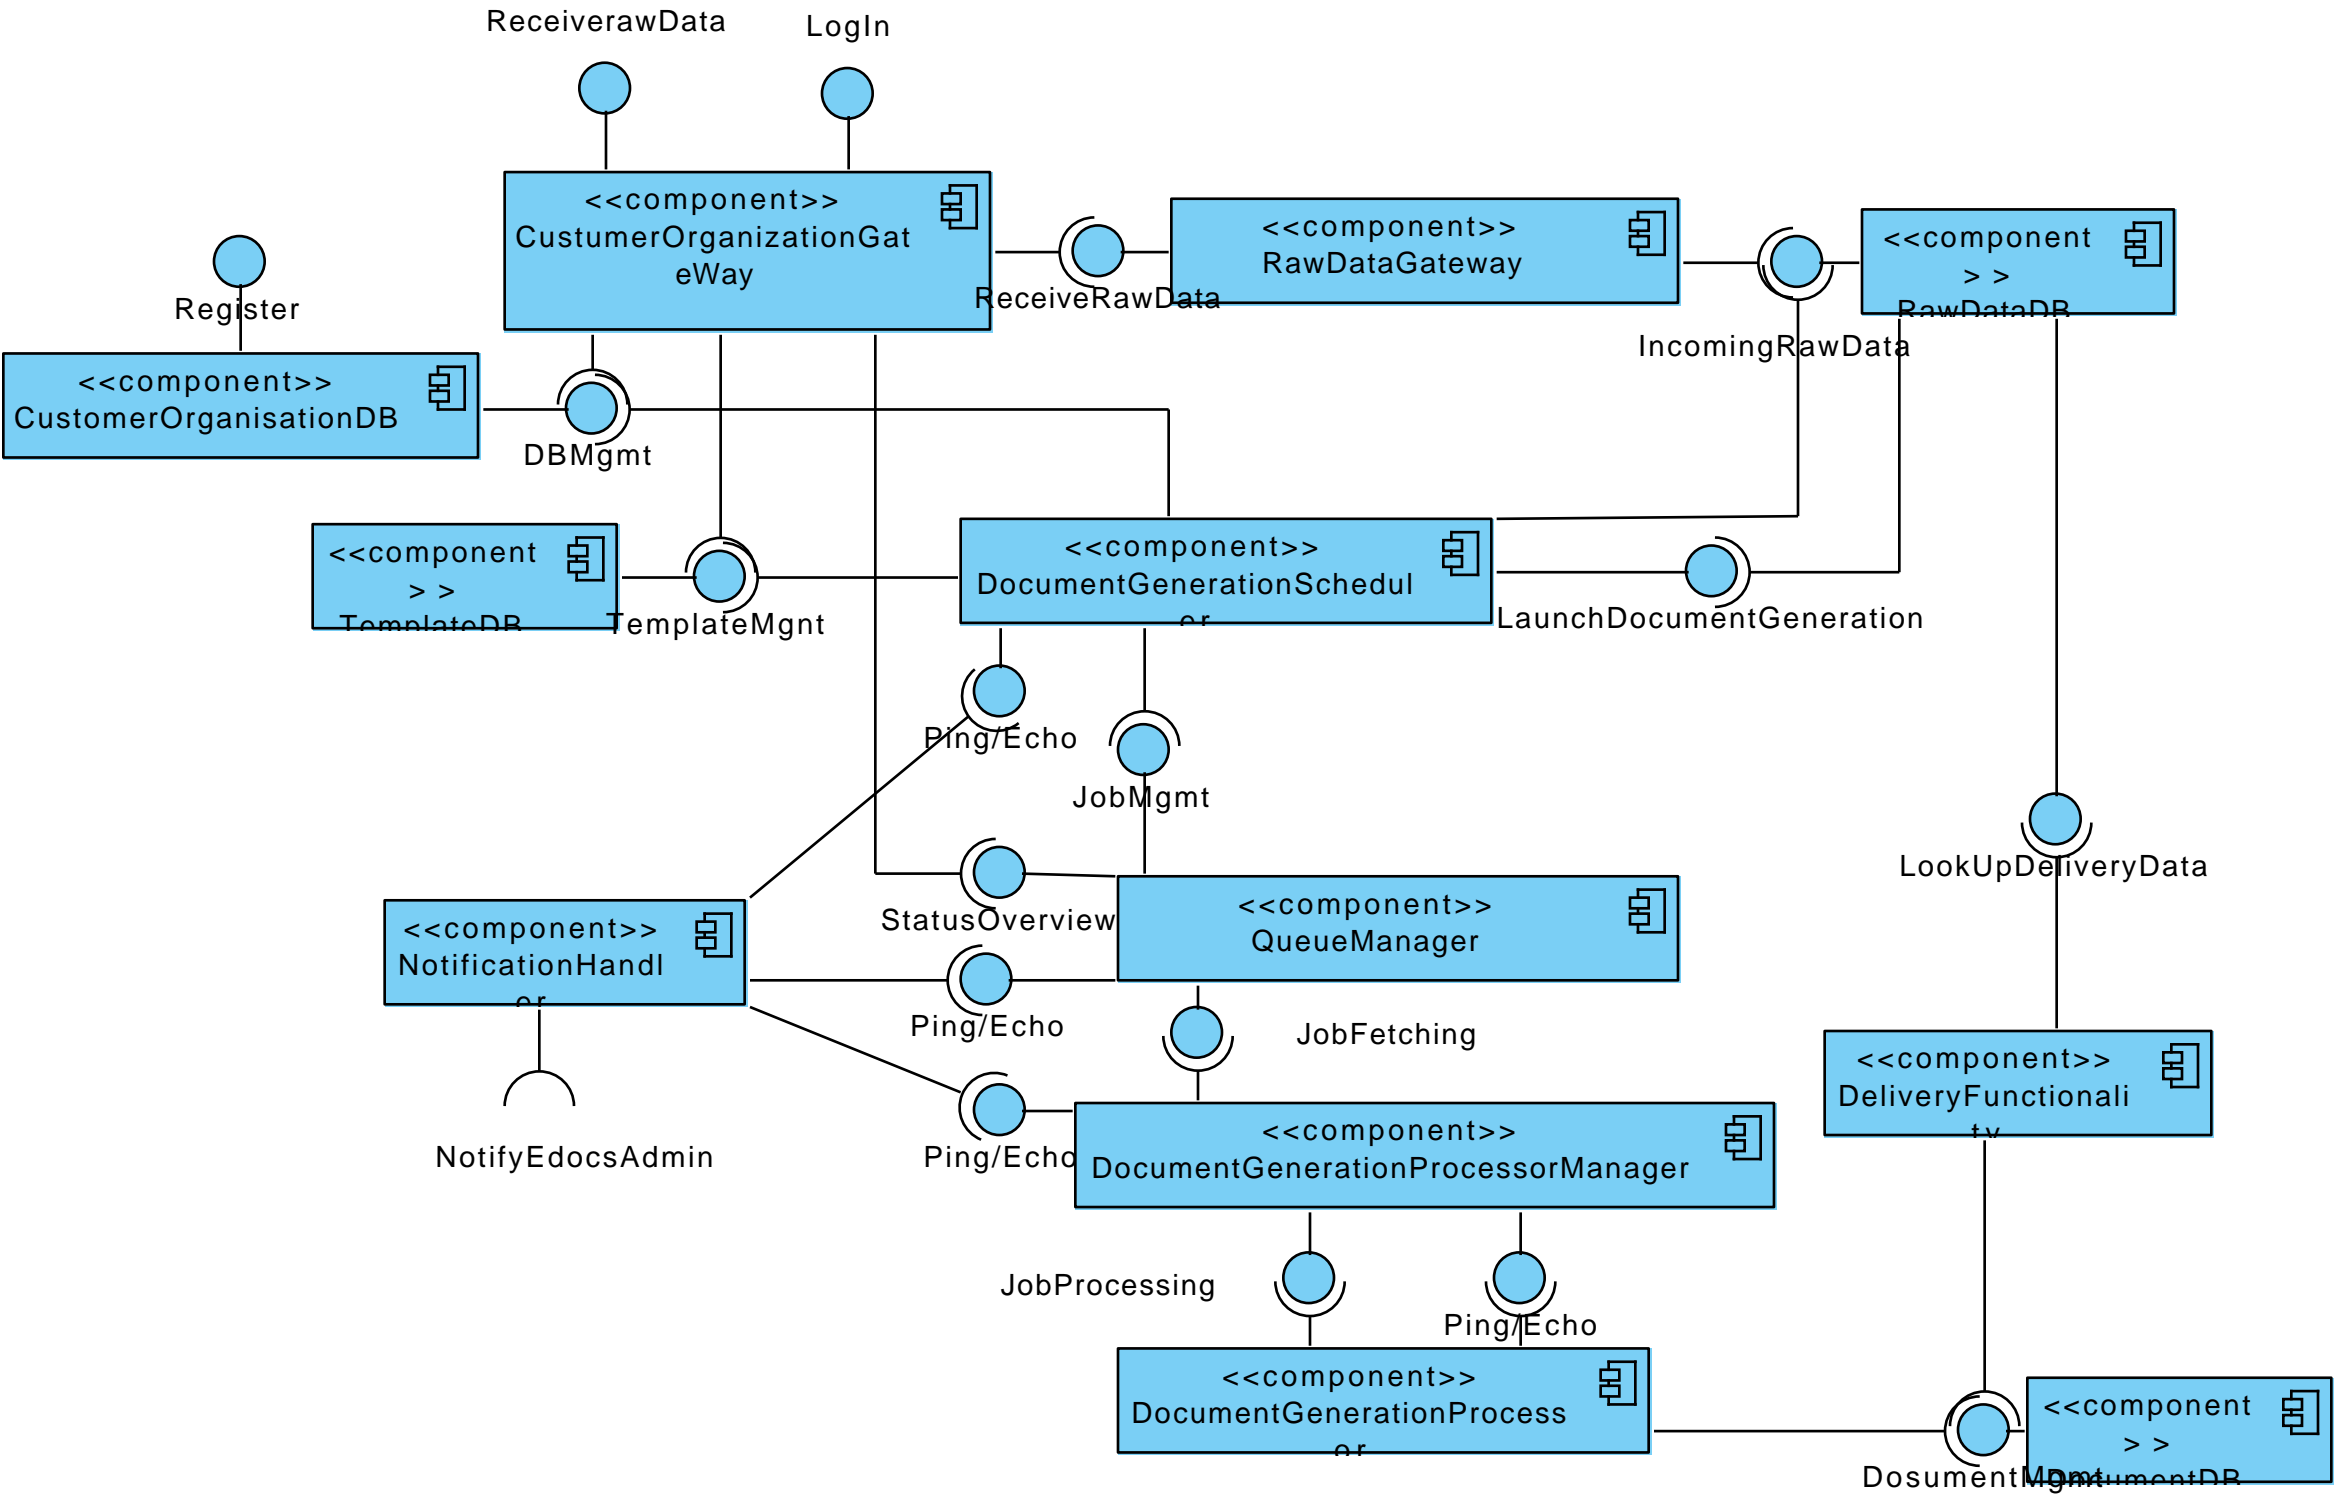 ReceiverawData
LogIn
<<component>>
CustumerOrganizationGat
eWay
<<component>>
RawDataGateway
<<component
> >
RawDataDB
Register
ReceiveRawData
IncomingRawData
<<component>>
CustomerOrganisationDB
DBMgmt
<<component
> >
TemplateDB
TemplateMgnt
<<component>>
DocumentGenerationSchedul
er
LaunchDocumentGeneration
Ping/Echo
JobMgmt
LookUpDeliveryData
StatusOverview
<<component>>
QueueManager
<<component>>
NotificationHandl
er
Ping/Echo
JobFetching
<<component>>
DeliveryFunctionali
ty
NotifyEdocsAdmin
Ping/Echo
<<component>>
DocumentGenerationProcessorManager
JobProcessing
Ping/Echo
<<component>>
DocumentGenerationProcess
or
<<component
> >
DocumentDB
DosumentMgmt